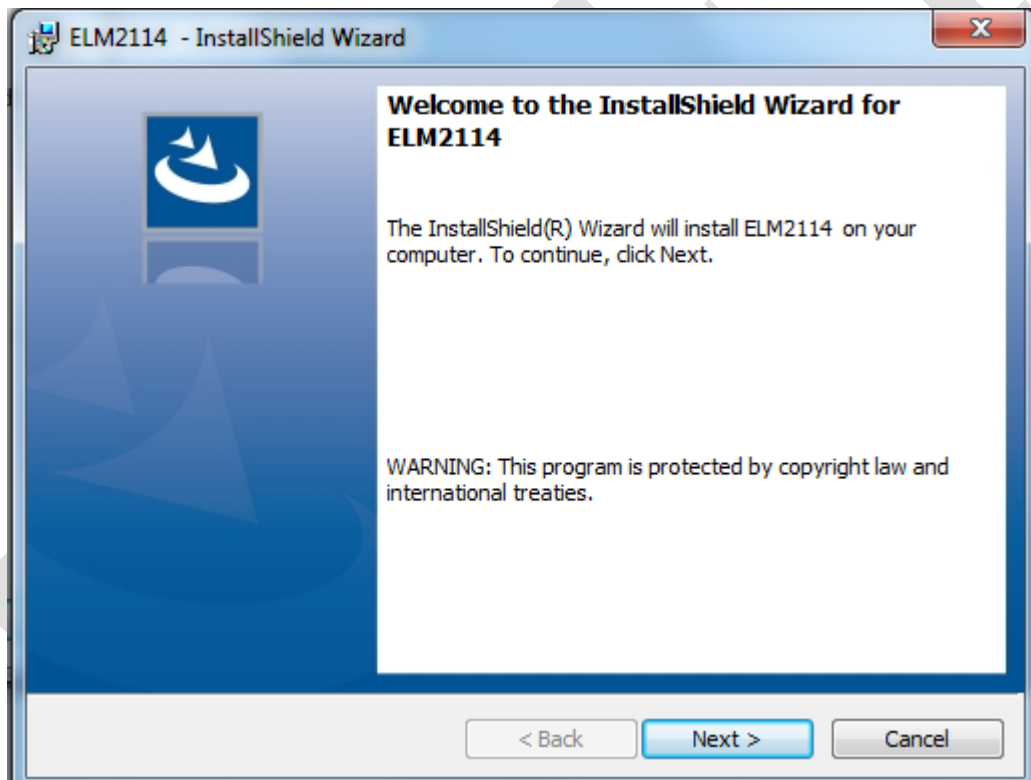 ELM2114 - InstallShield Wizard
Welcome to the InstallShield Wizard for
ELM2114
The InstallShield(R) Wizard will install ELM2114 on your
computer. To continue, click Next.
WARNING: This program is protected by copyright law and
international treaties.
< Back Next > Cancel